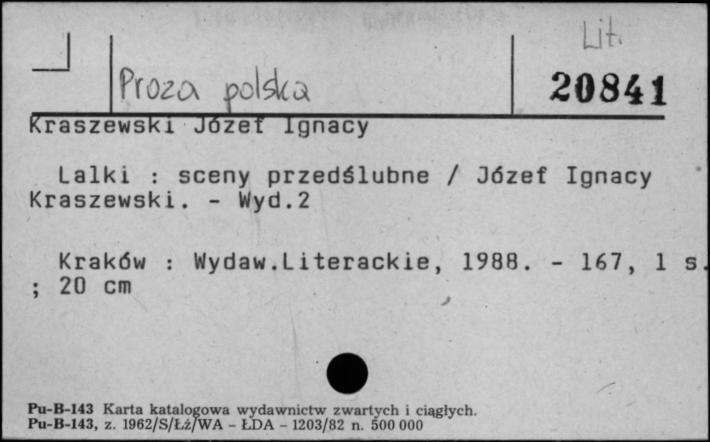 Lit.
Proza polska
20841
Kraszewski Józef Ignacy
Lalki : sceny przedślubne / Józef Ignacy
Kraszewski. - Wyd.2
Kraków : Wydaw.Literackie, 1988. - 167, 1 s.
; 20 cm
Pu-B-143 Karta katalogowa wydawnictw zwartych i ciągłych.
Pu-B-143, z. 1962/S/Łż/WA - ŁDA - 1203/82 n. 500 000